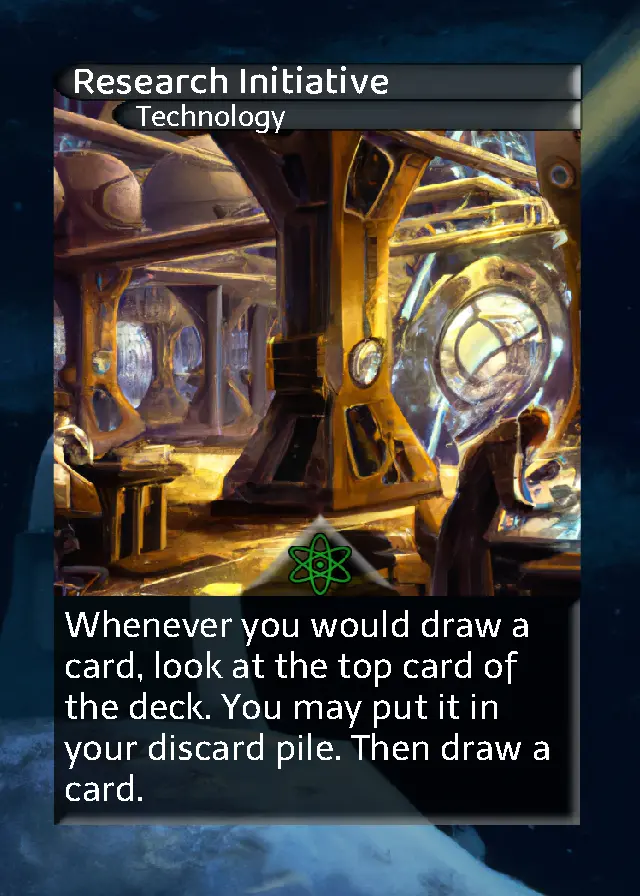 Research Initiative
Technology
Whenever you would draw a
card, look at the top card of
the deck. You may put it in
your discard pile. Then draw a
card.